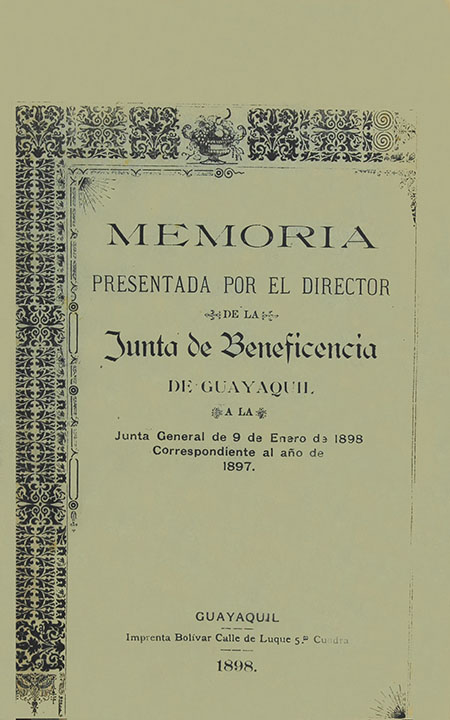 MEMORIA
PRESENTADA POR EL DIRECTOR
DE LA
Junta de Beneficencia
DE GUAYAQUIL
A LA
Junta General de 9 de Enero de 1898
Correspondiente al año de
1897.
GUAYAQUIL
Imprenta Bolívar Calle de Luque 5.ª Cuadra
1898.